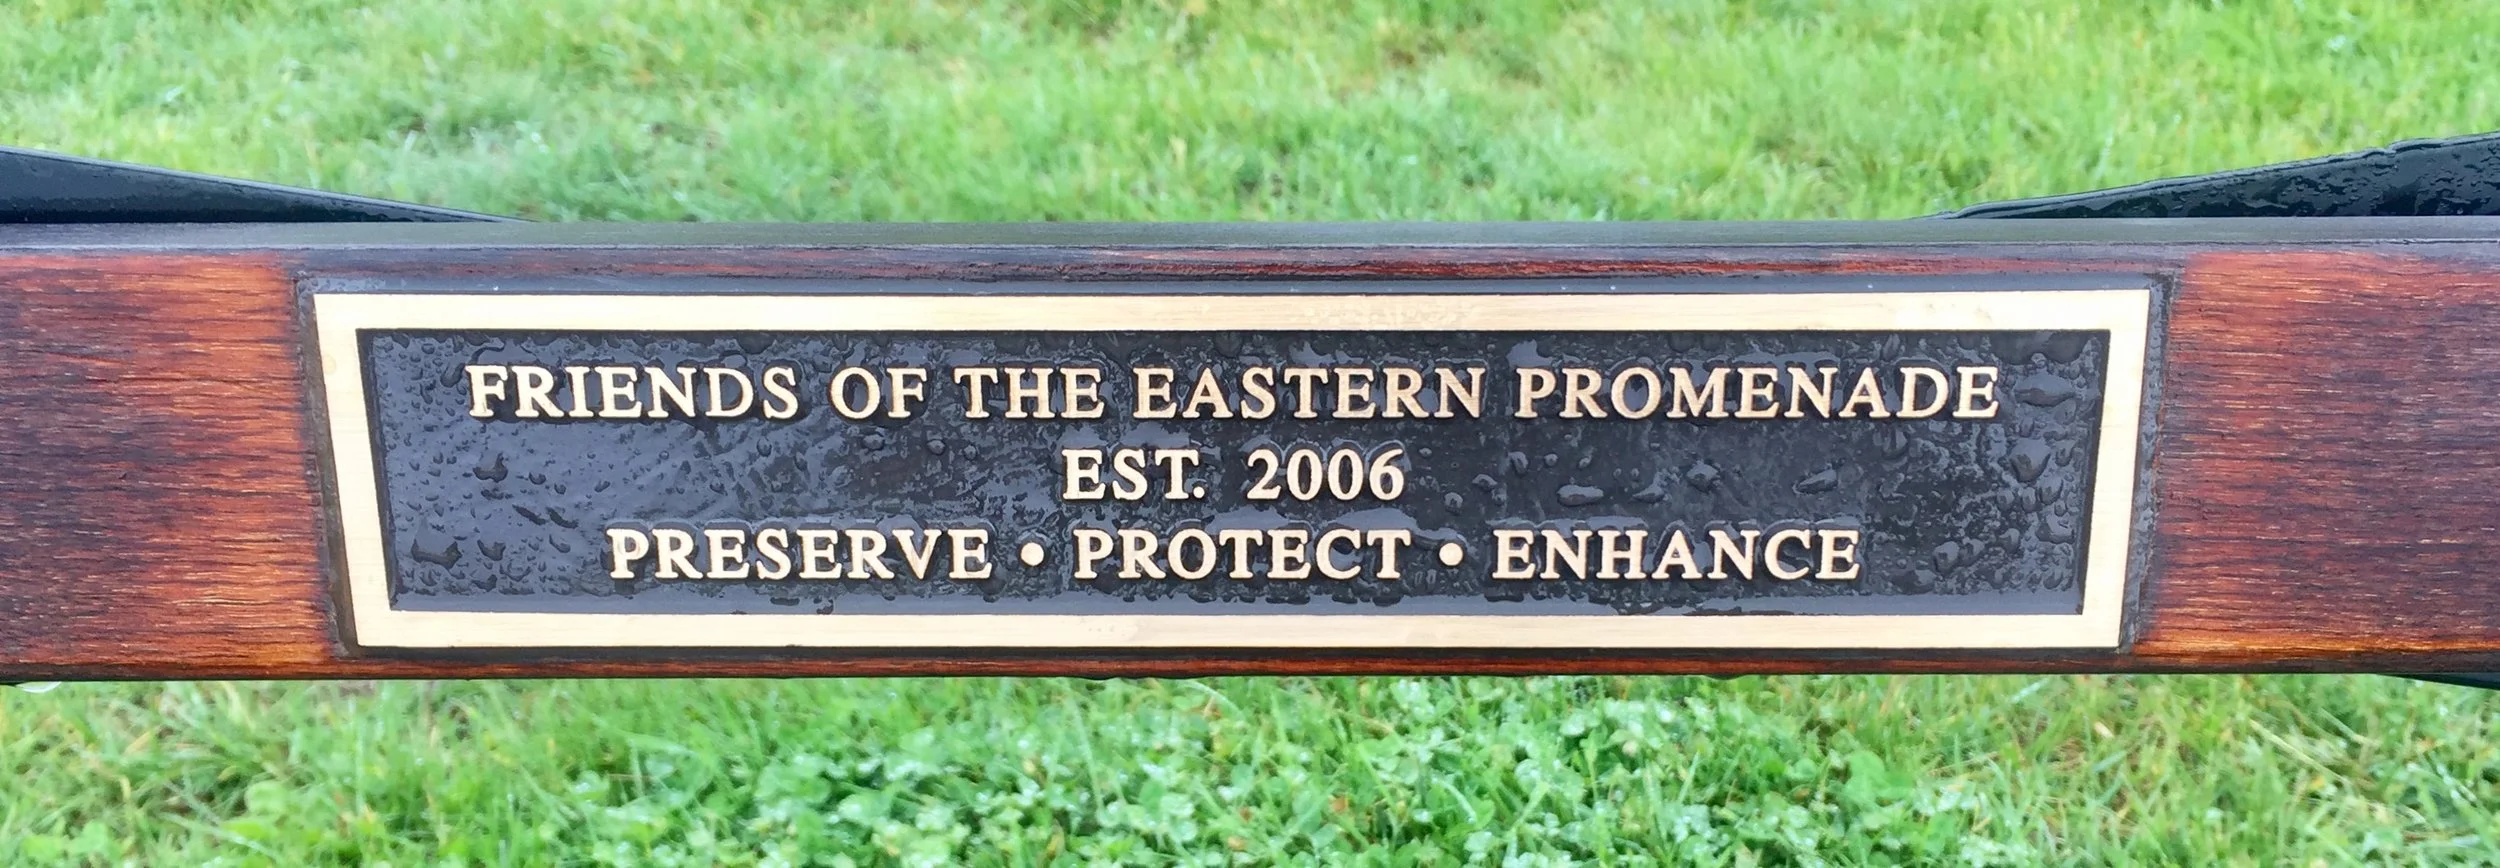 FRIENDS OF THE EASTERN PROMENADE
EST. 2006
PRESERVE • PROTECT • ENHANCE